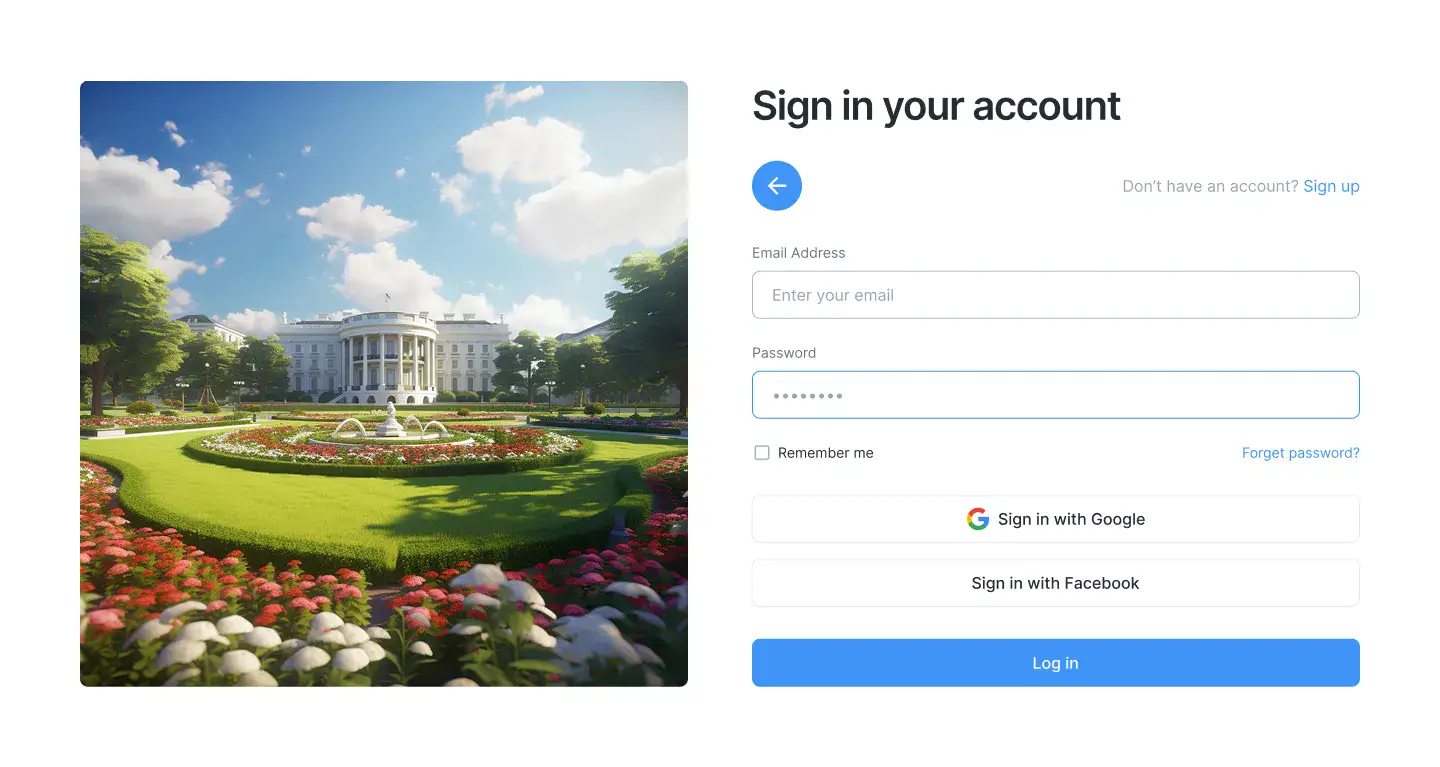 Sign in your account
Don’t have an account? Sign up
Email Address
Enter your email
Password
••••••••
Remember me
Forget password?
Sign in with Google
Sign in with Facebook
Log in